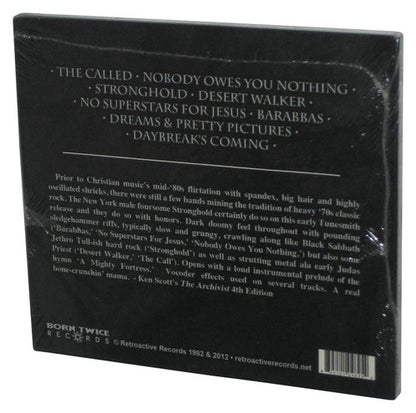 · THE CALLED · NOBODY OWES YOU NOTHING ·
STRONGHOLD · DESERT WALKER ·
NO SUPERSTARS FOR JESUS · BARABBAS ·
DREAMS & PRETTY PICTURES ·
DAYBREAK'S COMING ·
Prior to Christian music's mid-'80s flirtation with spandex, big hair and highly
oscillated shrieks, there were still a few bands mining the tradition of heavy '70s classic
rock. The New York male foursome Stronghold certainly do so on this early Tunesmith
release and they do so with honors. Dark doomy feel throughout with pounding
sledgehammer riffs, typically slow and grungy, crawling along like Black Sabbath
('Barabbas,' 'No Superstars For Jesus,' 'Nobody Owes You Nothing,') but also some
Jethro Tull-ish hard rock ('Stronghold') as well as strutting metal ala early Judas
Priest ('Desert Walker,' 'The Call'). Opens with a loud instrumental prelude of the
hymn 'A Mighty Fortress.' Vocoder effects used on several tracks. A real
bone-crunchin' mama. - Ken Scott's The Archivist 4th Edition
BORN TWICE
RECORDS
© Retroactive Records 1982 & 2012 • retroactiverecords.net